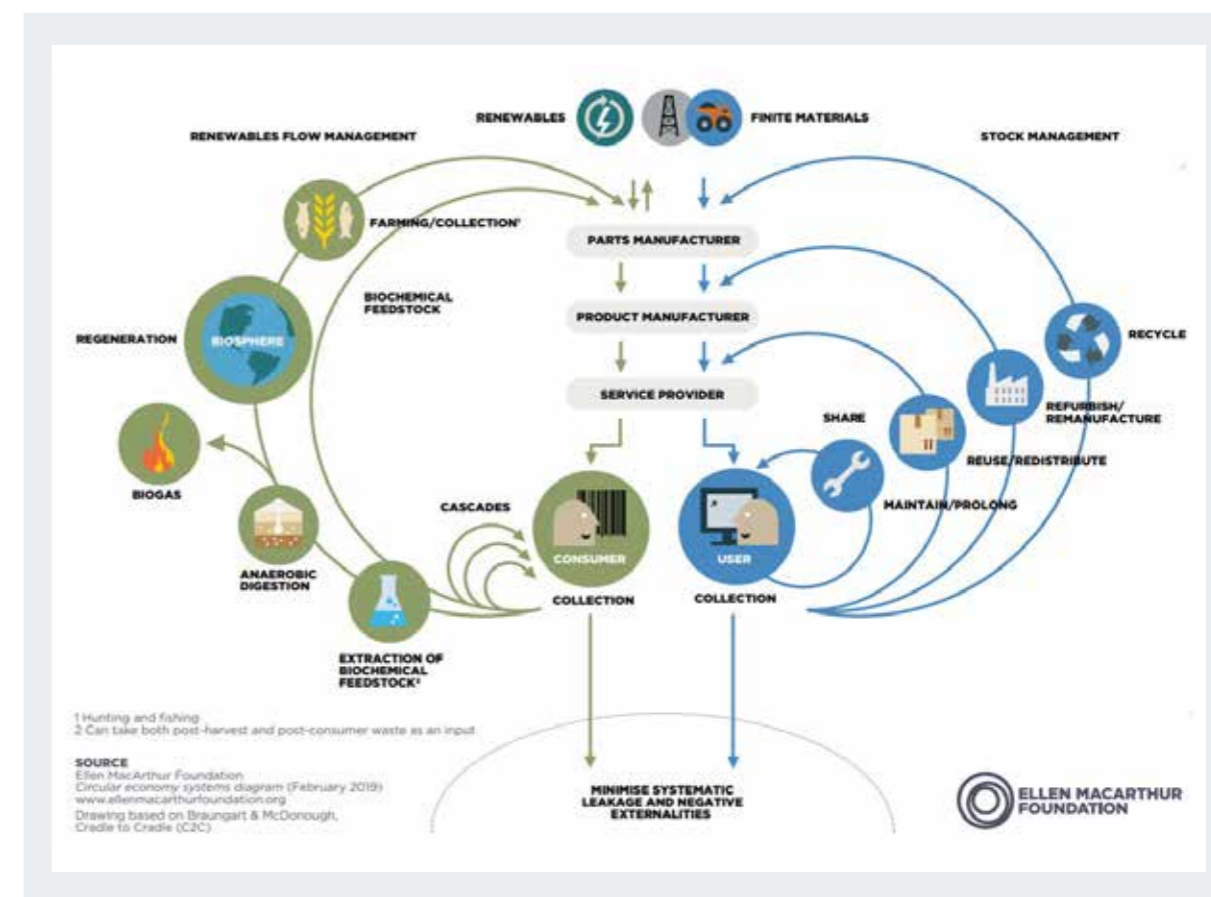 RENEWABLES
FINITE MATERIALS
RENEWABLES FLOW MANAGEMENT
STOCK MANAGEMENT
FARMING/COLLECTION¹
PARTS MANUFACTURER
BIOCHEMICAL
FEEDSTOCK
PRODUCT MANUFACTURER
REGENERATION
BIOSPHERE
RECYCLE
SERVICE PROVIDER
SHARE
REFURBISH/
REMANUFACTURE
REUSE/REDISTRIBUTE
BIOGAS
CASCADES
MAINTAIN/PROLONG
CONSUMER
USER
ANAEROBIC
DIGESTION
COLLECTION
COLLECTION
EXTRACTION OF
BIOCHEMICAL
FEEDSTOCK²
1 Hunting and fishing
2 Can take both post-harvest and post-consumer waste as an input
SOURCE
Ellen MacArthur Foundation
Circular economy systems diagram (February 2019)
www.ellenmacarthurfoundation.org
Drawing based on Braungart & McDonough,
Cradle to Cradle (C2C)
MINIMISE SYSTEMATIC
LEAKAGE AND NEGATIVE
EXTERNALITIES
ELLEN MACARTHUR
FOUNDATION